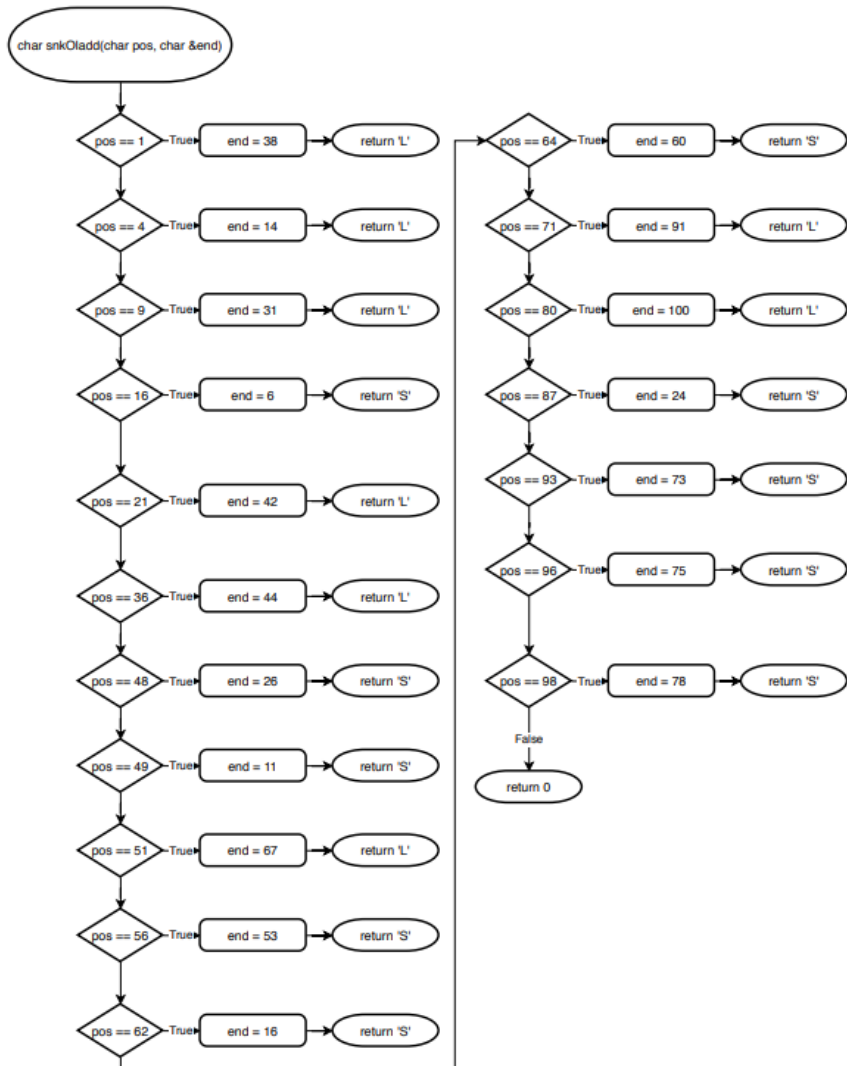 char snkOladd(char pos, char &end)
pos == 1 True end = 38 return 'L'
pos == 4 True end = 14 return 'L'
pos == 9 True end = 31 return 'L'
pos == 16 True end = 6 return 'S'
pos == 21 True end = 42 return 'L'
pos == 36 True end = 44 return 'L'
pos == 48 True end = 26 return 'S'
pos == 49 True end = 11 return 'S'
pos == 51 True end = 67 return 'L'
pos == 56 True end = 53 return 'S'
pos == 62 True end = 16 return 'S'
pos == 64 True end = 60 return 'S'
pos == 71 True end = 91 return 'L'
pos == 80 True end = 100 return 'L'
pos == 87 True end = 24 return 'S'
pos == 93 True end = 73 return 'S'
pos == 96 True end = 75 return 'S'
pos == 98 True end = 78 return 'S'
False
return 0